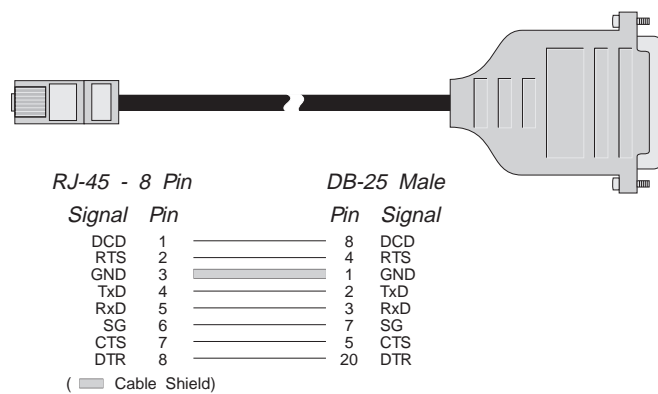 RJ-45 - 8 Pin DB-25 Male
Signal Pin Pin Signal
DCD 1 8 DCD
RTS 2 4 RTS
GND 3 1 GND
TxD 4 2 TxD
RxD 5 3 RxD
SG 6 7 SG
CTS 7 5 CTS
DTR 8 20 DTR
( Cable Shield)